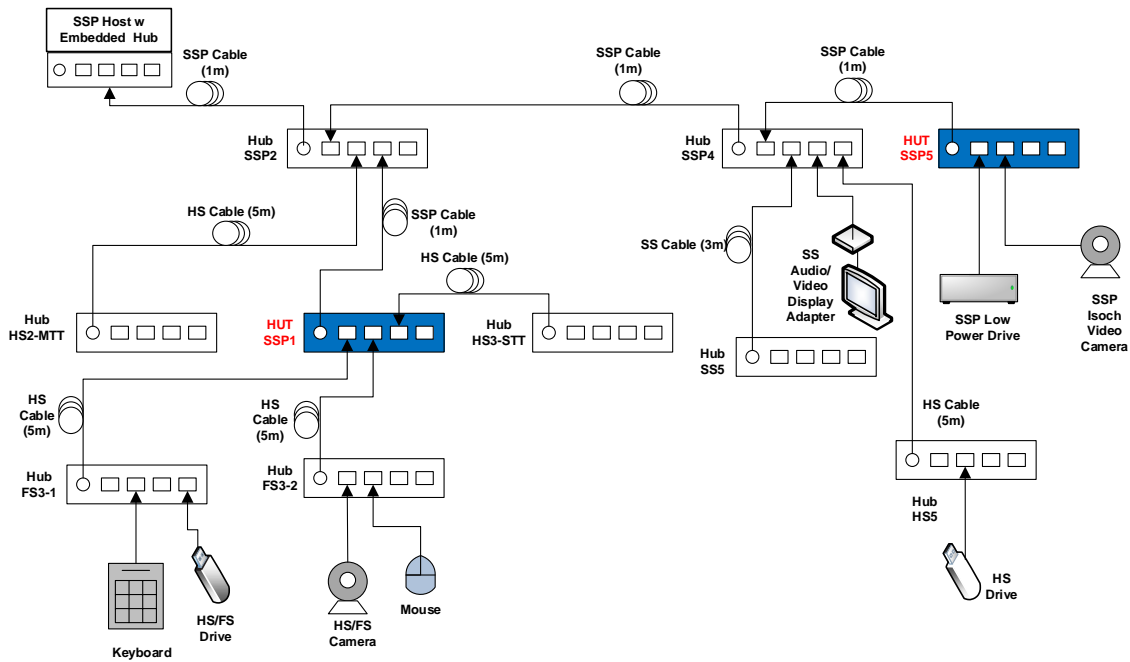 SSP Host w
Embedded Hub
SSP Cable
(1m)
SSP Cable
(1m)
SSP Cable
(1m)
Hub
SSP2
Hub
SSP4
HUT
SSP5
HS Cable (5m)
SSP Cable
(1m)
HS Cable (5m)
SS Cable (3m)
SS
Audio/
Video
Display
Adapter
SSP Low
Power Drive
SSP
Isoch
Video
Camera
Hub
HS2-MTT
HUT
SSP1
Hub
HS3-STT
Hub
SS5
HS
Cable
(5m)
HS
Cable
(5m)
HS Cable
(5m)
Hub
FS3-1
Hub
FS3-2
Hub
HS5
HS/FS
Drive
Keyboard
HS/FS
Camera
Mouse
HS
Drive